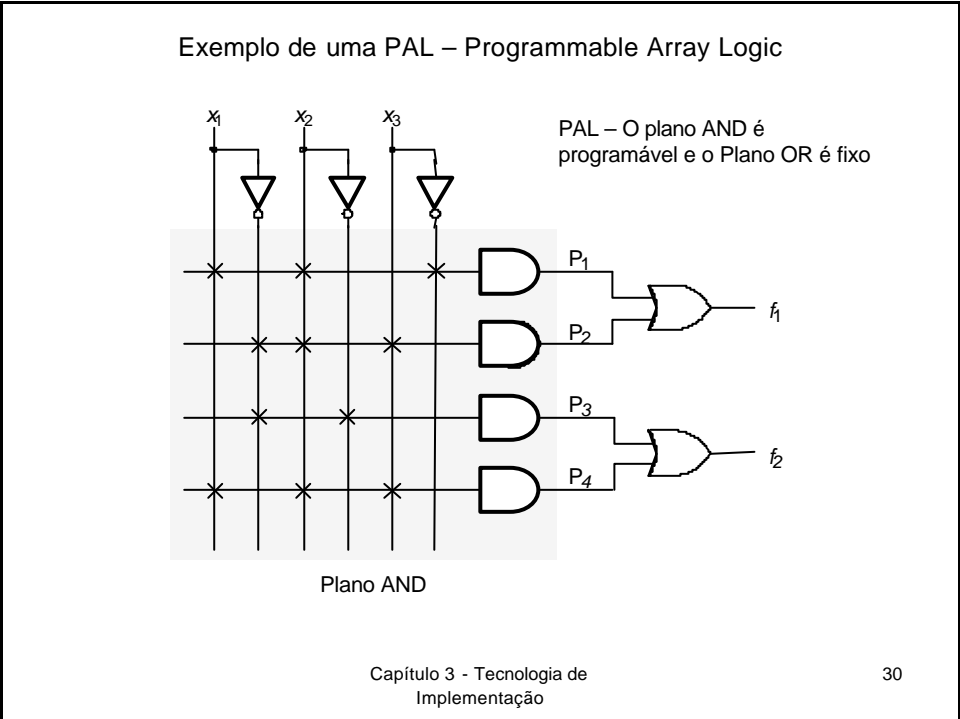 Exemplo de uma PAL – Programmable Array Logic
x1 x2 x3
PAL – O plano AND é
programável e o Plano OR é fixo
P1
f1
P2
P3
f2
P4
Plano AND
Capítulo 3 - Tecnologia de
Implementação
30